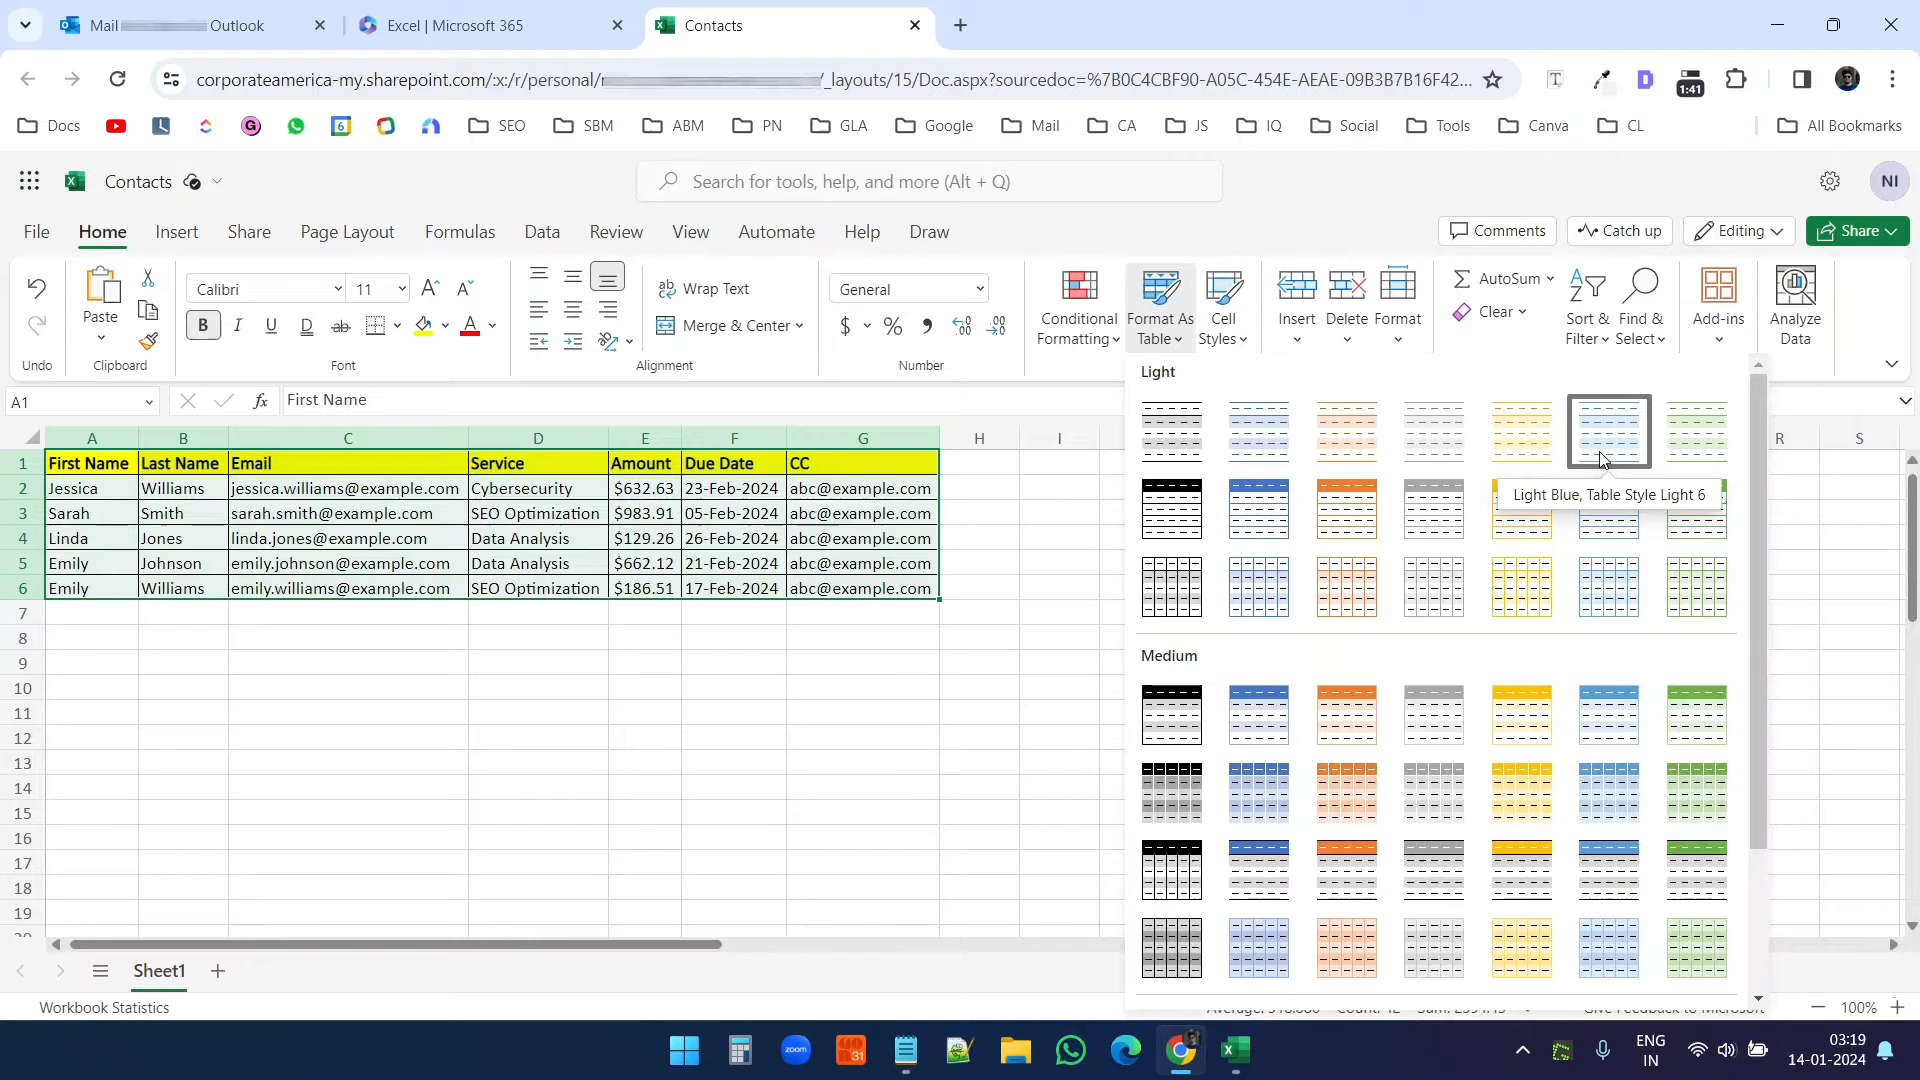 Mail Outlook
Excel | Microsoft 365
Contacts
corporateamerica-my.sharepoint.com/:x:/r/personal/r /_layouts/15/Doc.aspx?sourcedoc=%7B0C4CBF90-A05C-454E-AEAE-09B3B7B16F42...
1:41
Docs SEO SBM ABM PN GLA Google Mail CA JS IQ Social Tools Canva CL All Bookmarks
Contacts
Search for tools, help, and more (Alt + Q)
NI
File Home Insert Share Page Layout Formulas Data Review View Automate Help Draw
Comments Catch up Editing Share
Paste
Calibri 11
Wrap Text
Merge & Center
General
Conditional Formatting
Format As Table
Cell Styles
Insert Delete Format
AutoSum
Clear
Sort & Filter
Find & Select
Add-ins
Analyze Data
Undo Clipboard Font Alignment Number
A1 fx First Name
A B C D E F G H I R S
1 First Name Last Name Email Service Amount Due Date CC
2 Jessica Williams jessica.williams@example.com Cybersecurity $632.63 23-Feb-2024 abc@example.com
3 Sarah Smith sarah.smith@example.com SEO Optimization $983.91 05-Feb-2024 abc@example.com
4 Linda Jones linda.jones@example.com Data Analysis $129.26 26-Feb-2024 abc@example.com
5 Emily Johnson emily.johnson@example.com Data Analysis $662.12 21-Feb-2024 abc@example.com
6 Emily Williams emily.williams@example.com SEO Optimization $186.51 17-Feb-2024 abc@example.com
7
8
9
10
11
12
13
14
15
16
17
18
19
Light
Light Blue, Table Style Light 6
Medium
Sheet1
Workbook Statistics
Give Feedback to Microsoft
100%
zoom
31
ENG
IN
03:19
14-01-2024